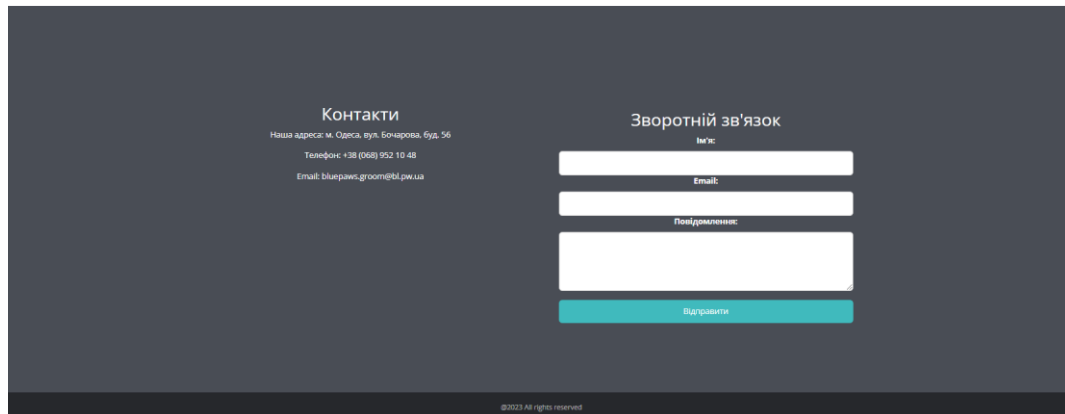 Контакти
Наша адреса: м. Одеса, вул. Бочарова, буд. 56
Телефон: +38 (068) 952 10 48
Email: bluepaws.groom@bl.pw.ua
Зворотній зв'язок
Ім'я:
Email:
Повідомлення:
Відправити
@2023 All rights reserved